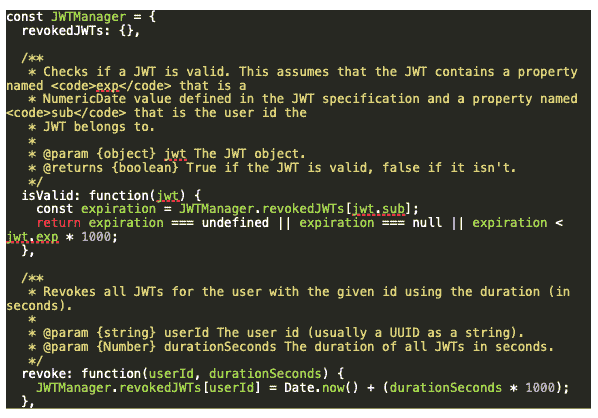 const JWTManager = {
  revokedJWTs: {},

  /**
   * Checks if a JWT is valid. This assumes that the JWT contains a property
named <code>exp</code> that is a
   * NumericDate value defined in the JWT specification and a property named
<code>sub</code> that is the user id the
   * JWT belongs to.
   *
   * @param {object} jwt The JWT object.
   * @returns {boolean} True if the JWT is valid, false if it isn't.
   */
  isValid: function(jwt) {
    const expiration = JWTManager.revokedJWTs[jwt.sub];
    return expiration === undefined || expiration === null || expiration <
jwt.exp * 1000;
  },

  /**
   * Revokes all JWTs for the user with the given id using the duration (in
seconds).
   *
   * @param {string} userId The user id (usually a UUID as a string).
   * @param {Number} durationSeconds The duration of all JWTs in seconds.
   */
  revoke: function(userId, durationSeconds) {
    JWTManager.revokedJWTs[userId] = Date.now() + (durationSeconds * 1000);
  },